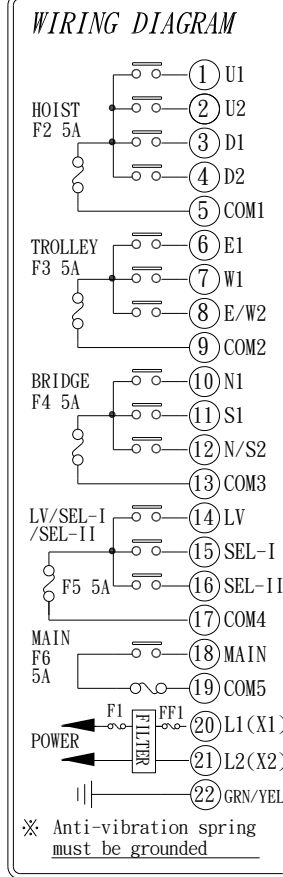 WIRING DIAGRAM
1 U1
HOIST 2 U2
F2 5A 3 D1
4 D2
5 COM1
TROLLEY 6 E1
F3 5A 7 W1
8 E/W2
9 COM2
BRIDGE 10 N1
F4 5A 11 S1
12 N/S2
13 COM3
LV/SEL-I 14 LV
/SEL-II
15 SEL-I
F5 5A 16 SEL-II
17 COM4
MAIN 18 MAIN
F6
5A 19 COM5
F1 FILTER FF1 20 L1(X1)
POWER
21 L2(X2)
22 GRN/YEL
※ Anti-vibration spring
must be grounded